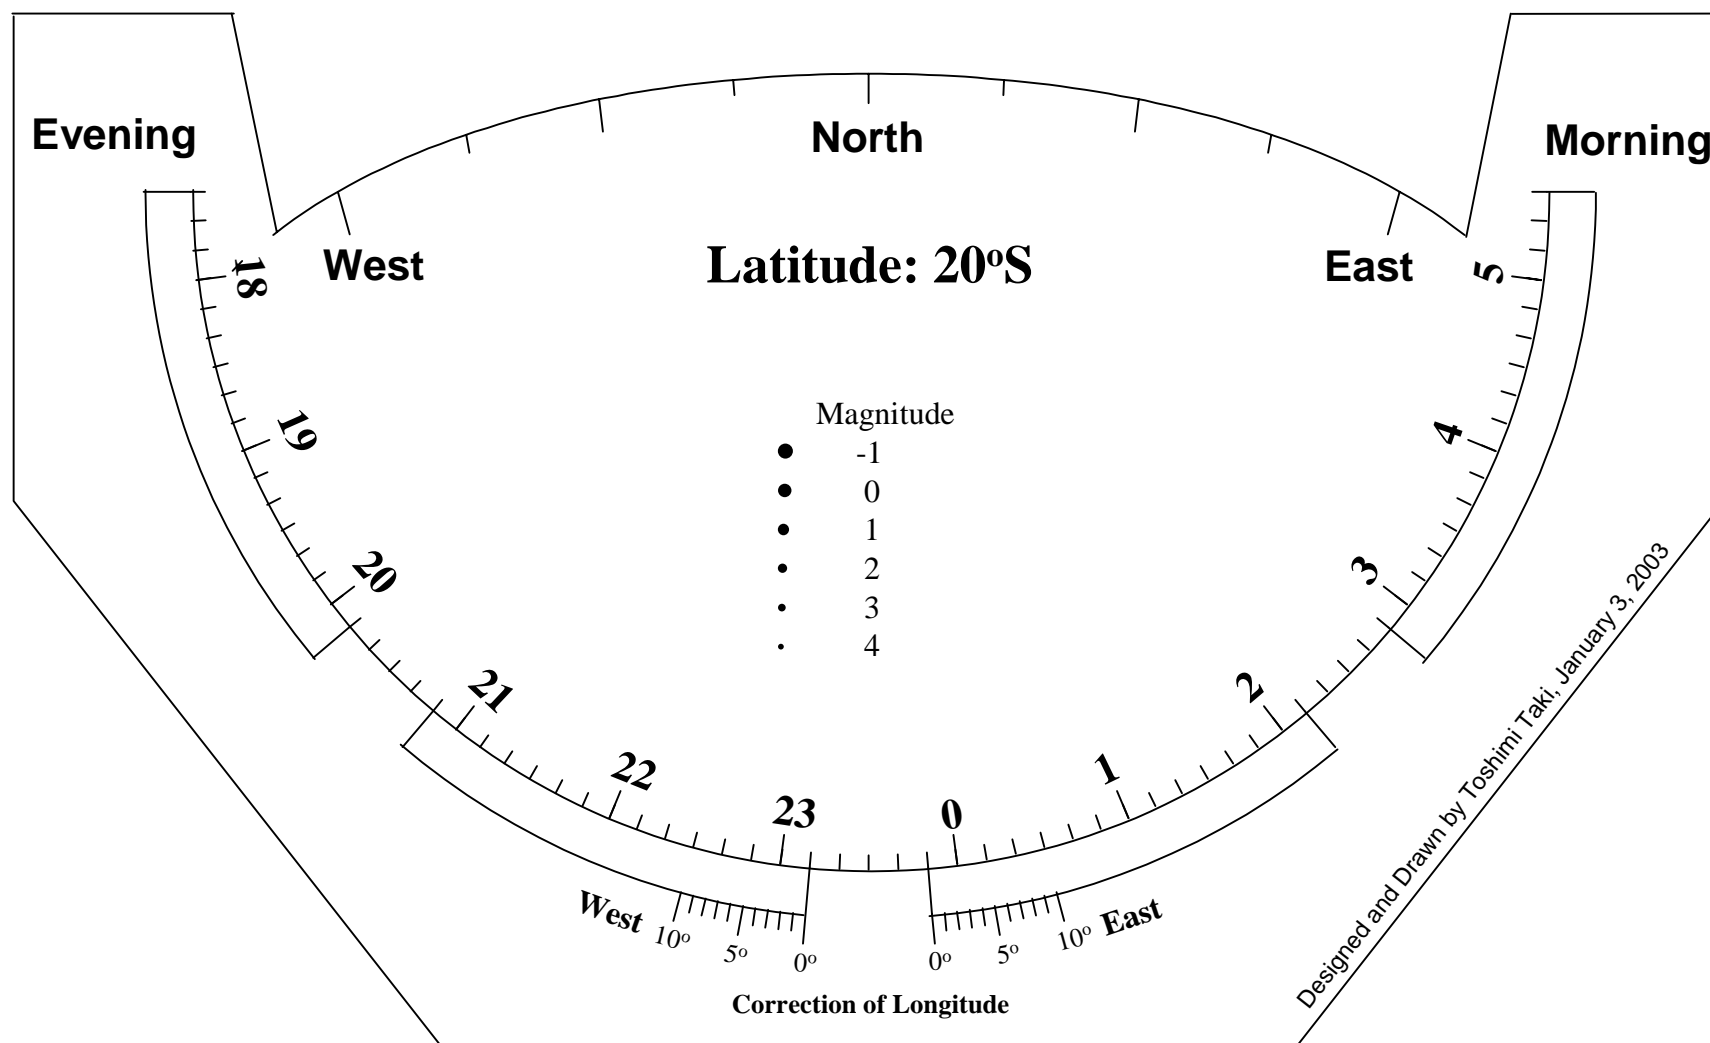 Evening
North
Morning
West
Latitude: 20°S
East
18
5
19
4
20
3
21
2
22
1
23
0
Magnitude
-1
0
1
2
3
4
West
10°
5°
0°
0°
5°
10°
East
Correction of Longitude
Designed and Drawn by Toshimi Taki, January 3, 2003